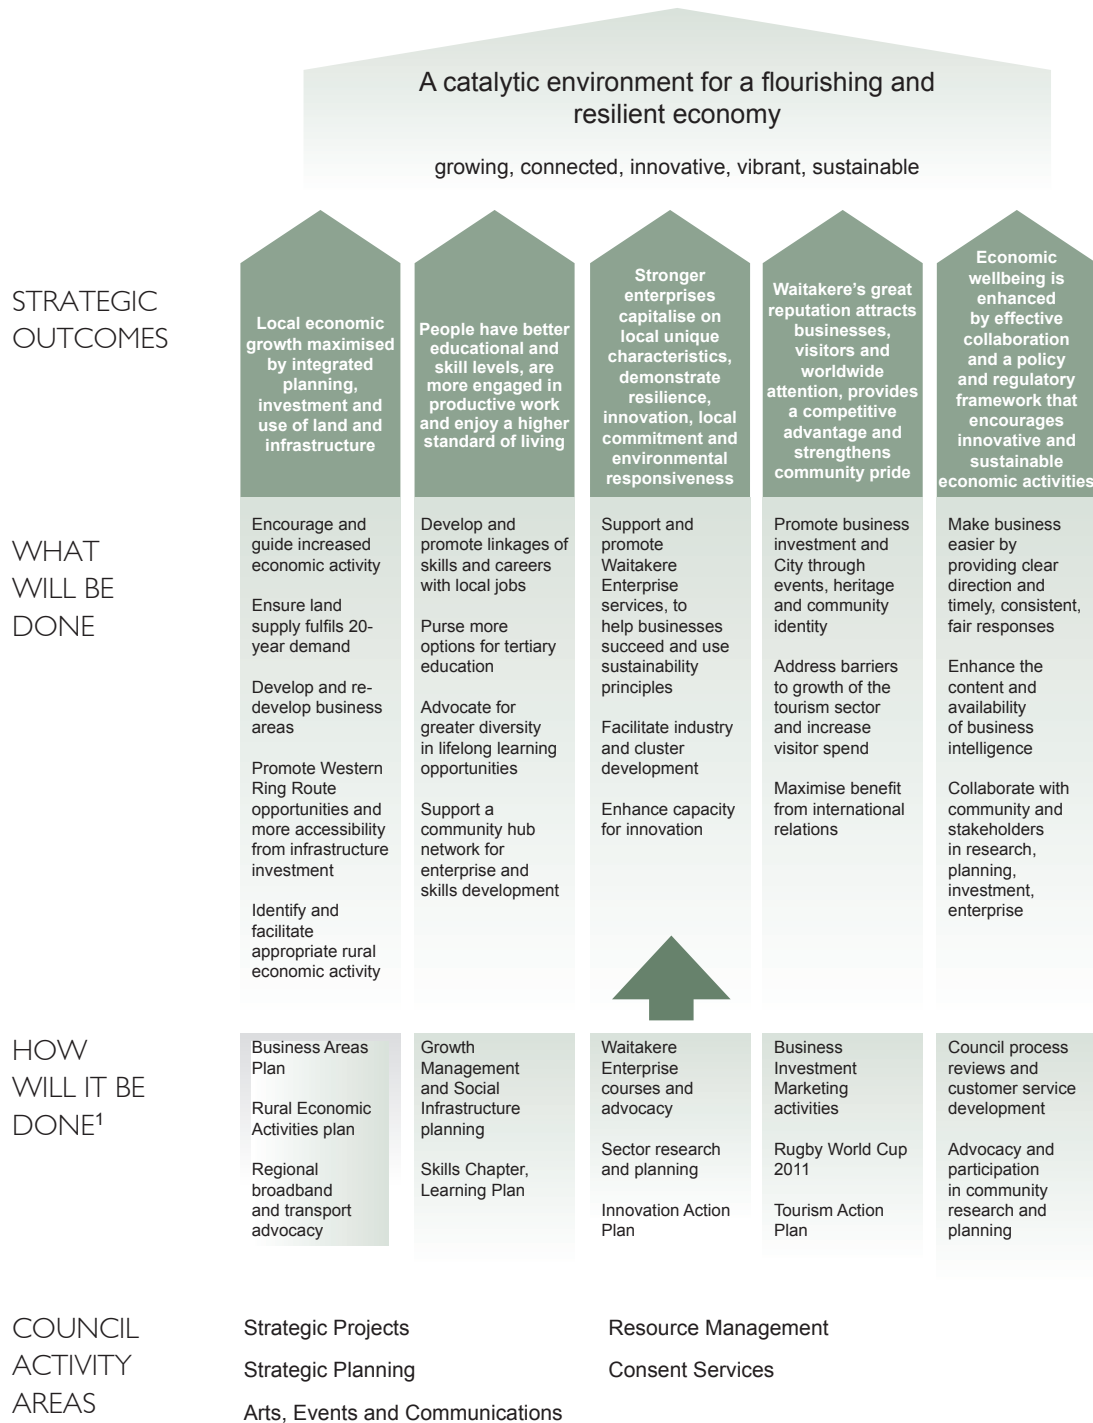 A catalytic environment for a flourishing and
resilient economy
growing, connected, innovative, vibrant, sustainable
STRATEGIC
OUTCOMES
Local economic
growth maximised
by integrated
planning,
investment and
use of land and
infrastructure
People have better
educational and
skill levels, are
more engaged in
productive work
and enjoy a higher
standard of living
Stronger
enterprises
capitalise on
local unique
characteristics,
demonstrate
resilience,
innovation, local
commitment and
environmental
responsiveness
Waitakere's great
reputation attracts
businesses,
visitors and
worldwide
attention, provides
a competitive
advantage and
strengthens
community pride
Economic
wellbeing is
enhanced
by effective
collaboration
and a policy
and regulatory
framework that
encourages
innovative and
sustainable
economic activities
WHAT
WILL BE
DONE
Encourage and
guide increased
economic activity
Ensure land
supply fulfils 20-
year demand
Develop and re-
develop business
areas
Promote Western
Ring Route
opportunities and
more accessibility
from infrastructure
investment
Identify and
facilitate
appropriate rural
economic activity
Develop and
promote linkages of
skills and careers
with local jobs
Purse more
options for tertiary
education
Advocate for
greater diversity
in lifelong learning
opportunities
Support a
community hub
network for
enterprise and
skills development
Support and
promote
Waitakere
Enterprise
services, to
help businesses
succeed and use
sustainability
principles
Facilitate industry
and cluster
development
Enhance capacity
for innovation
Promote business
investment and
City through
events, heritage
and community
identity
Address barriers
to growth of the
tourism sector
and increase
visitor spend
Maximise benefit
from international
relations
Make business
easier by
providing clear
direction and
timely, consistent,
fair responses
Enhance the
content and
availability
of business
intelligence
Collaborate with
community and
stakeholders
in research,
planning,
investment,
enterprise
HOW
WILL IT BE
DONE¹
Business Areas
Plan
Rural Economic
Activities plan
Regional
broadband
and transport
advocacy
Growth
Management
and Social
Infrastructure
planning
Skills Chapter,
Learning Plan
Waitakere
Enterprise
courses and
advocacy
Sector research
and planning
Innovation Action
Plan
Business
Investment
Marketing
activities
Rugby World Cup
2011
Tourism Action
Plan
Council process
reviews and
customer service
development
Advocacy and
participation
in community
research and
planning
COUNCIL
ACTIVITY
AREAS
Strategic Projects
Strategic Planning
Arts, Events and Communications
Resource Management
Consent Services